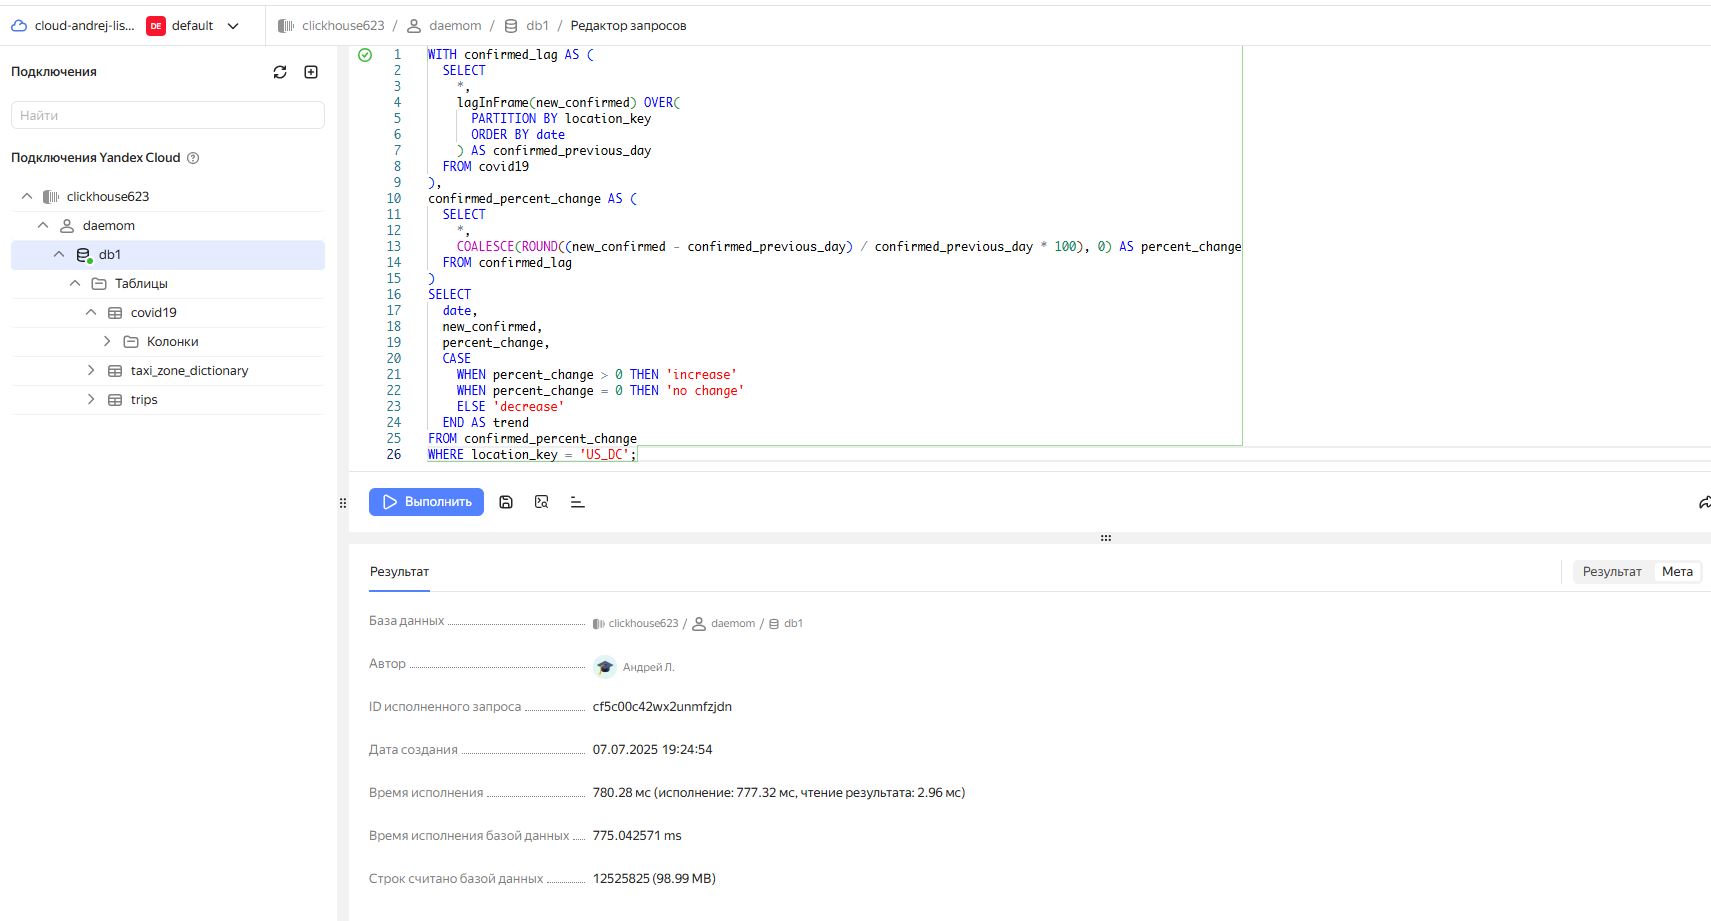 cloud-andrej-lis... DE default clickhouse623 / daemom / db1 / Редактор запросов
Подключения
Найти
Подключения Yandex Cloud
clickhouse623
daemom
db1
Таблицы
covid19
Колонки
taxi_zone_dictionary
trips
1 WITH confirmed_lag AS (
2 SELECT
3 *,
4 lagInFrame(new_confirmed) OVER(
5 PARTITION BY location_key
6 ORDER BY date
7 ) AS confirmed_previous_day
8 FROM covid19
9 ),
10 confirmed_percent_change AS (
11 SELECT
12 *,
13 COALESCE(ROUND((new_confirmed - confirmed_previous_day) / confirmed_previous_day * 100), 0) AS percent_change
14 FROM confirmed_lag
15 )
16 SELECT
17 date,
18 new_confirmed,
19 percent_change,
20 CASE
21 WHEN percent_change > 0 THEN 'increase'
22 WHEN percent_change = 0 THEN 'no change'
23 ELSE 'decrease'
24 END AS trend
25 FROM confirmed_percent_change
26 WHERE location_key = 'US_DC';
Выполнить
Результат
Результат Мета
База данных clickhouse623 / daemom / db1
Автор Андрей Л.
ID исполненного запроса cf5c00c42wx2unmfzjdn
Дата создания 07.07.2025 19:24:54
Время исполнения 780.28 мс (исполнение: 777.32 мс, чтение результата: 2.96 мс)
Время исполнения базой данных 775.042571 ms
Строк считано базой данных 12525825 (98.99 MB)